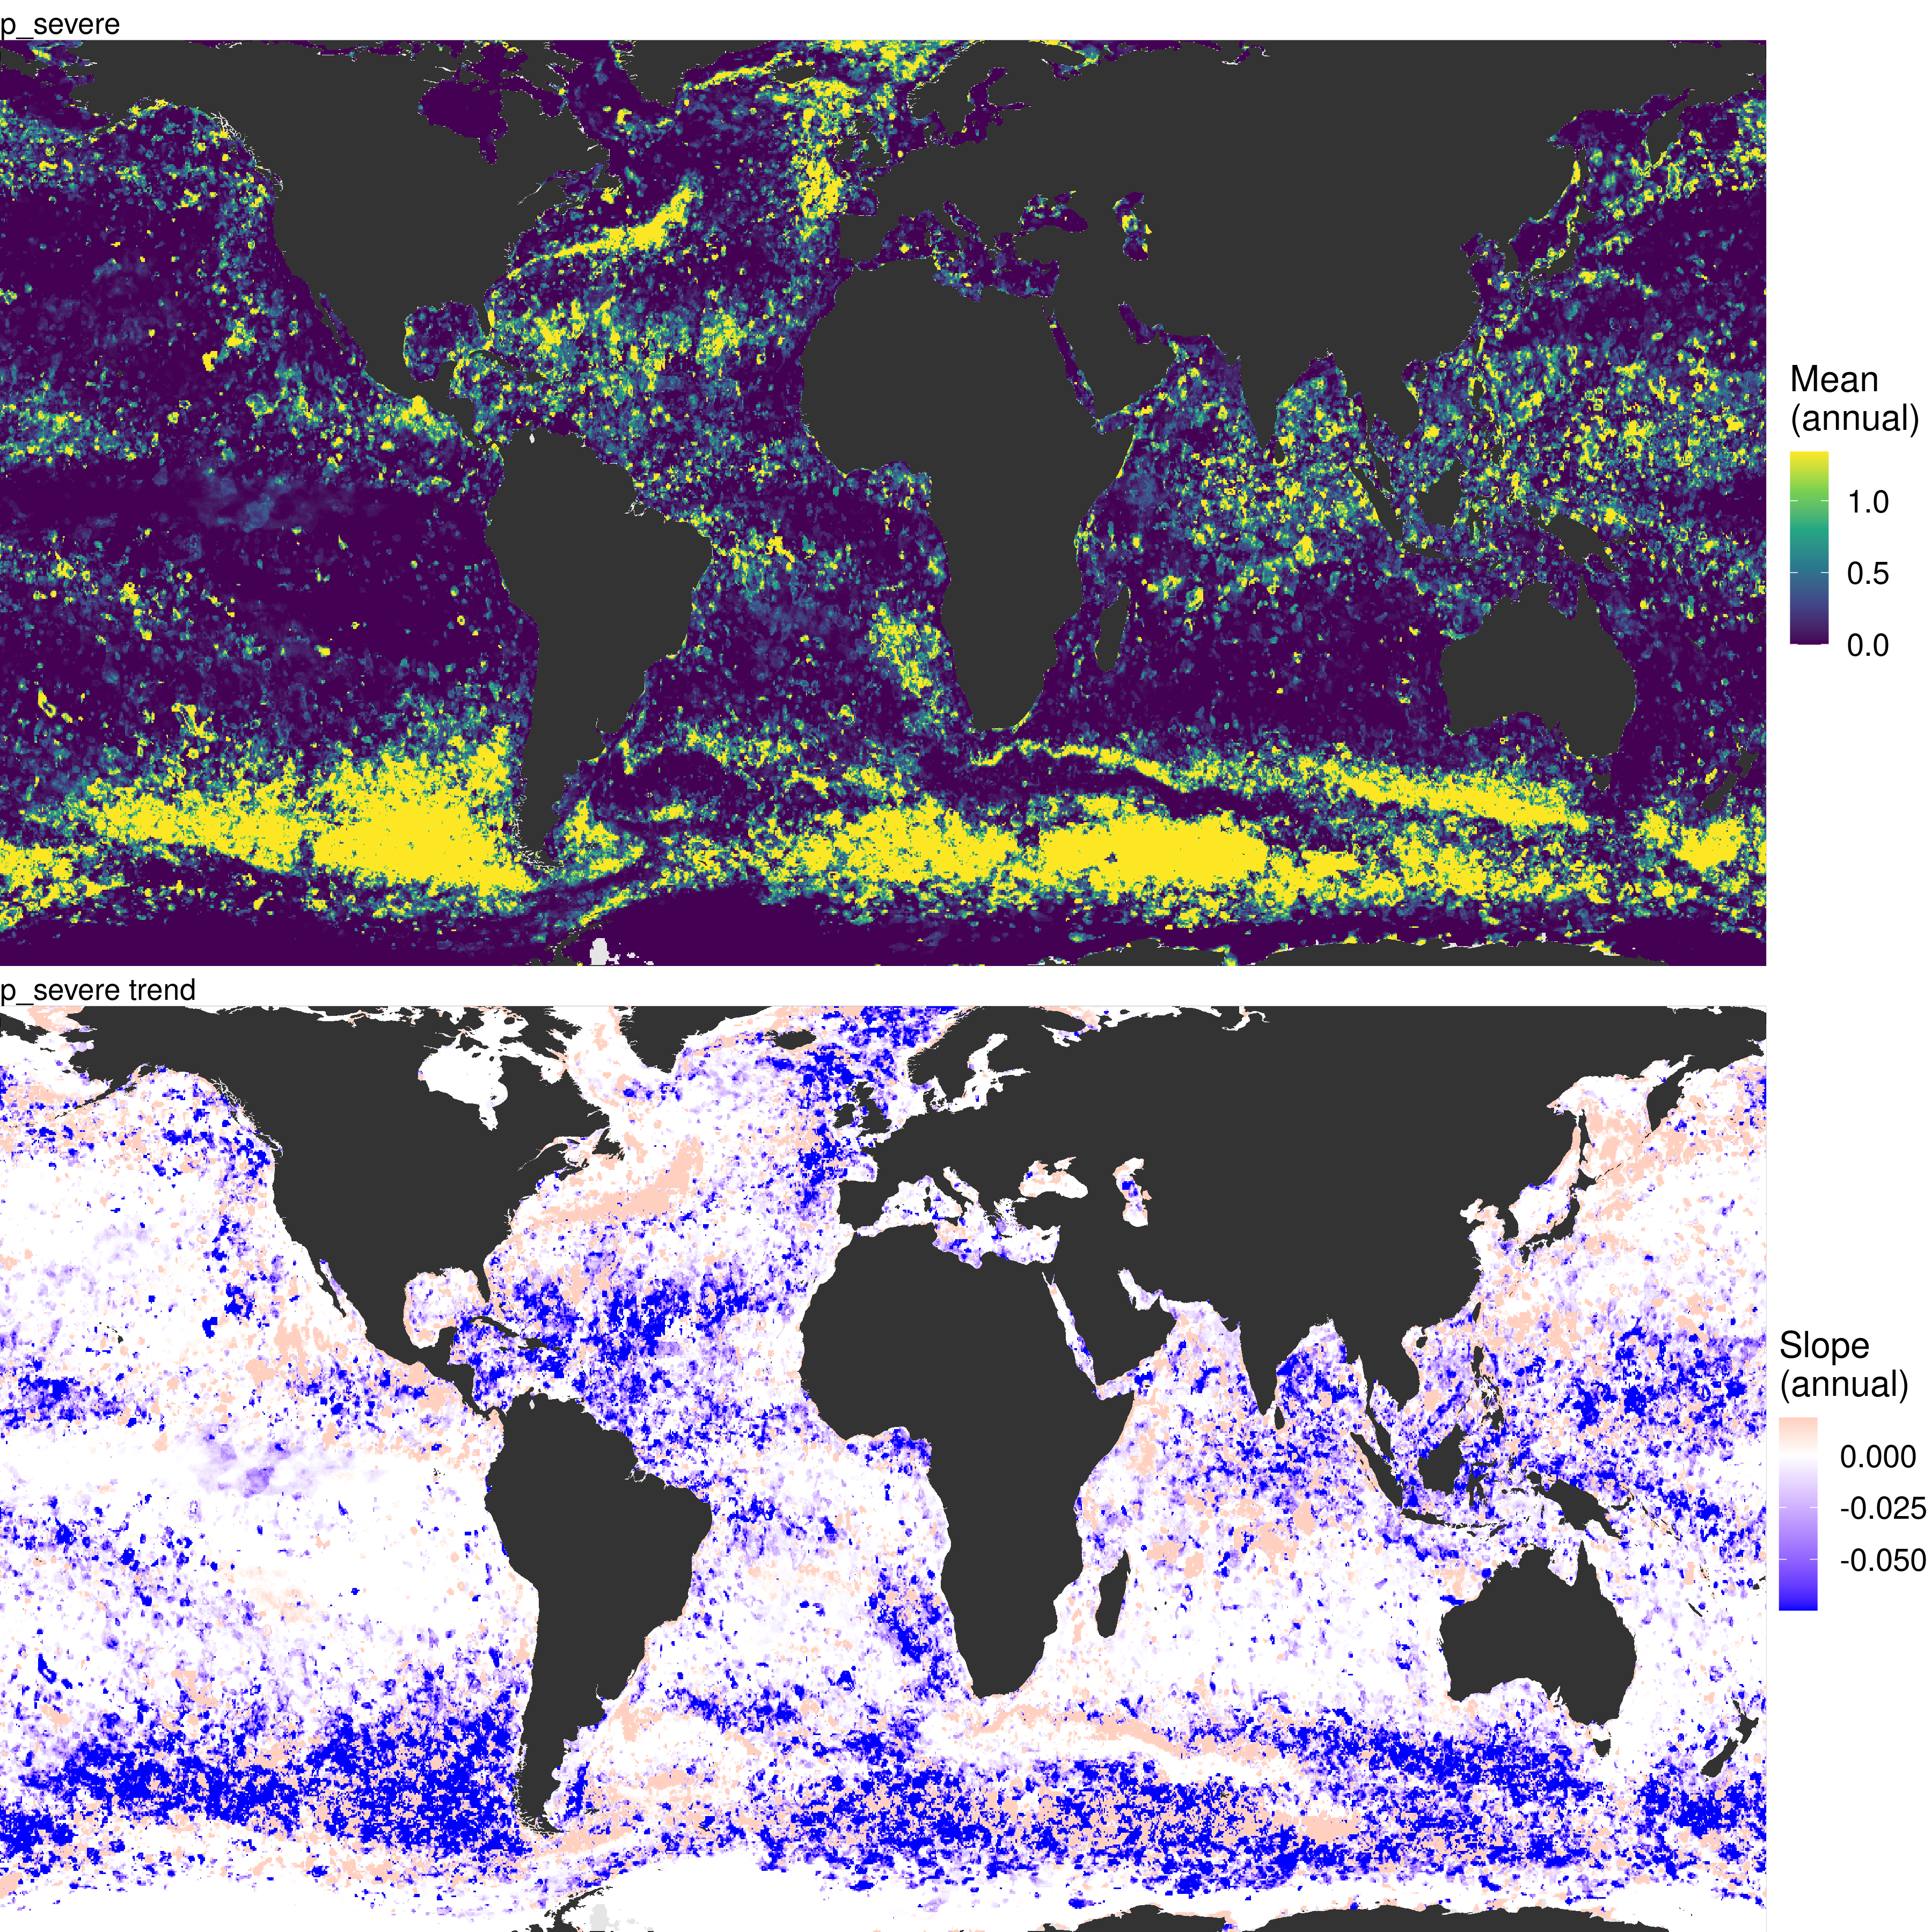 p_severe
Mean
(annual)
1.0
0.5
0.0
p_severe trend
Slope
(annual)
0.000
-0.025
-0.050